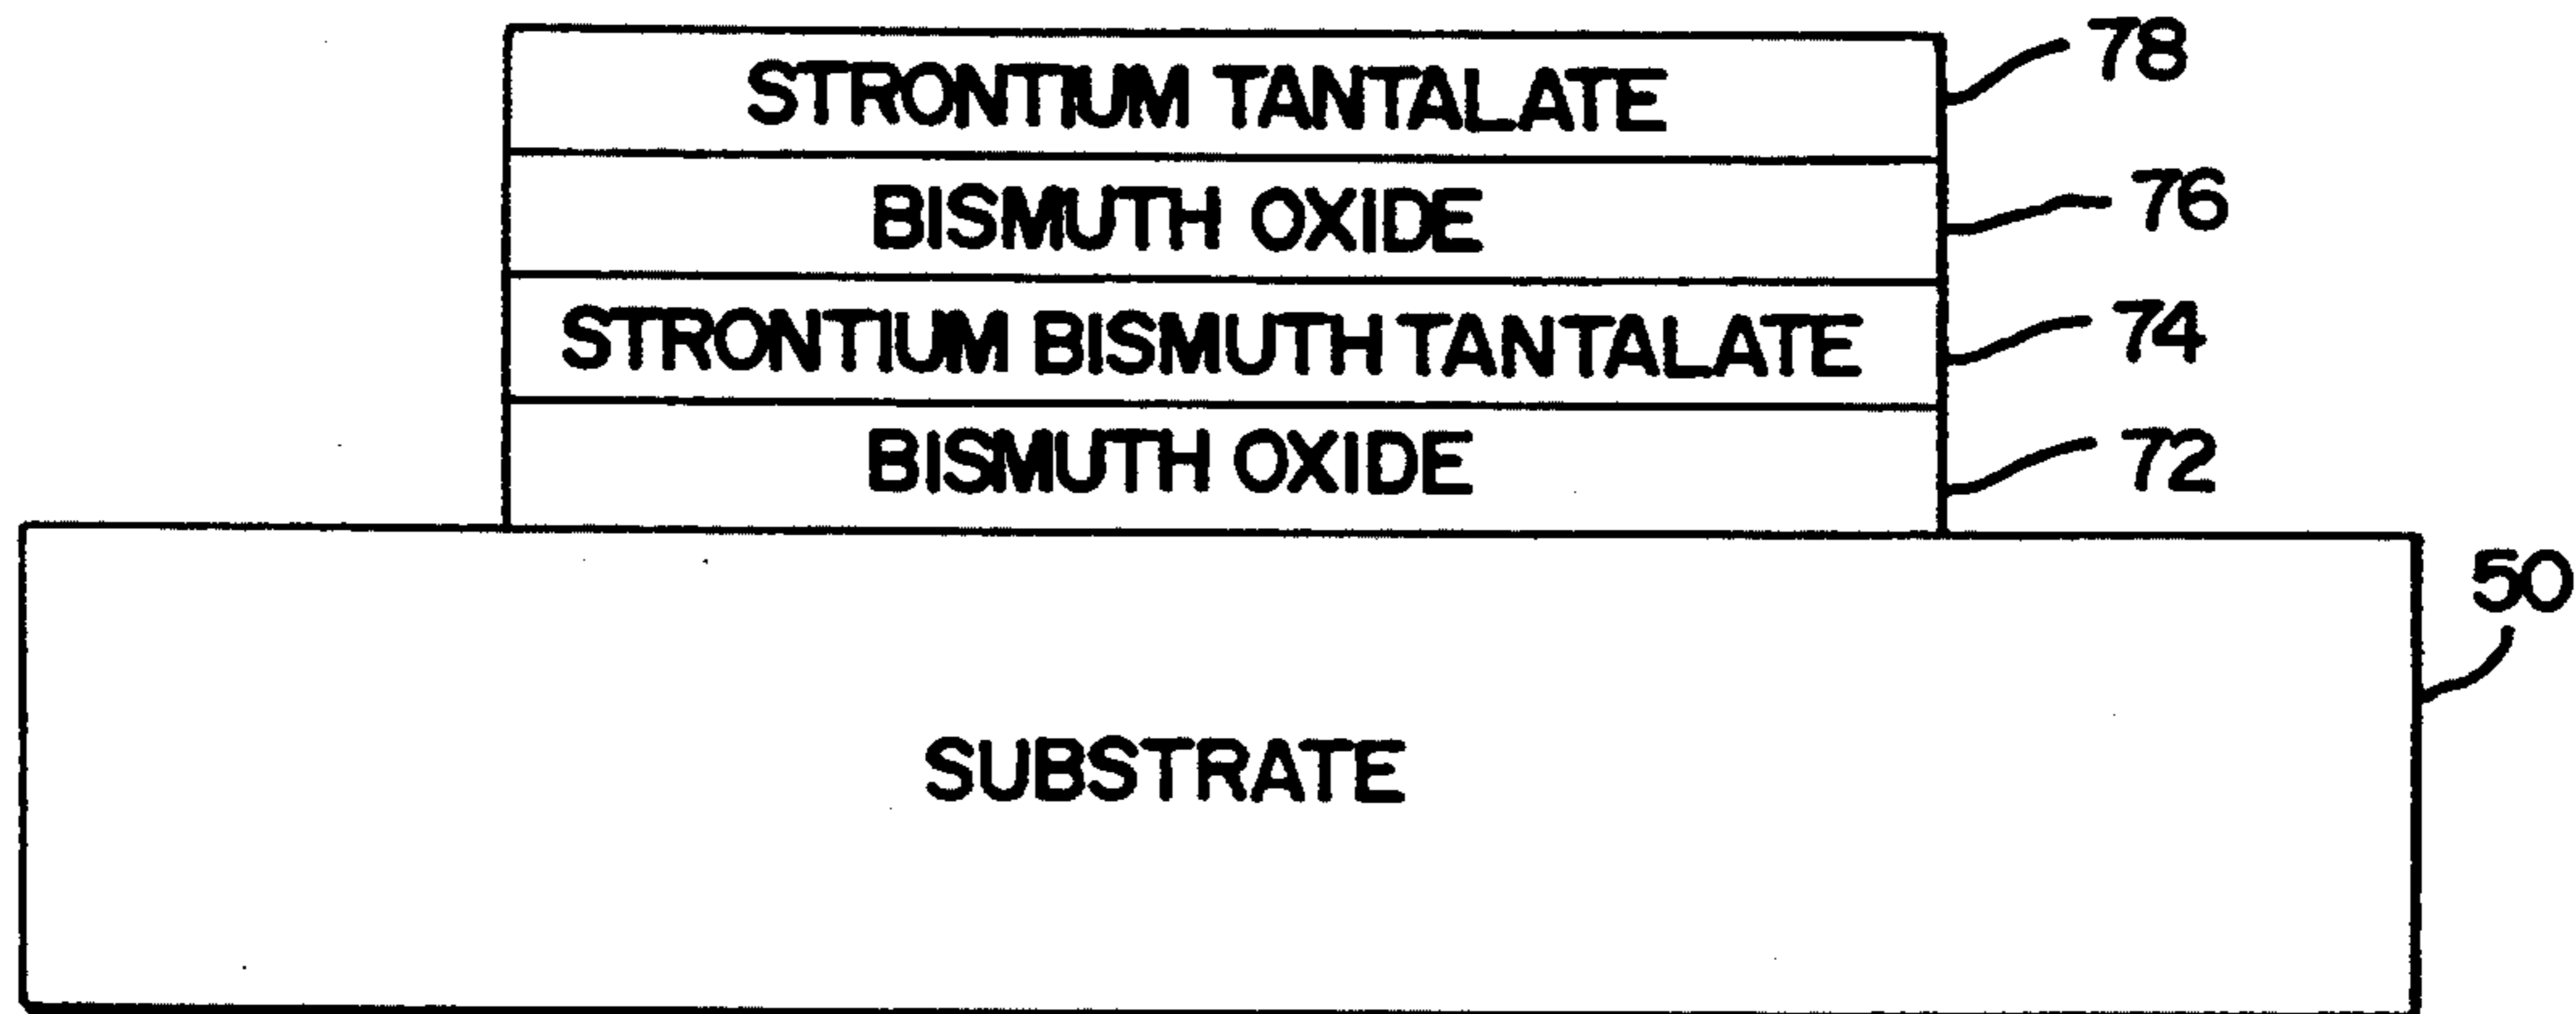 STRONTIUM TANTALATE 78
BISMUTH OXIDE 76
STRONTIUM BISMUTH TANTALATE 74
BISMUTH OXIDE 72
50
SUBSTRATE